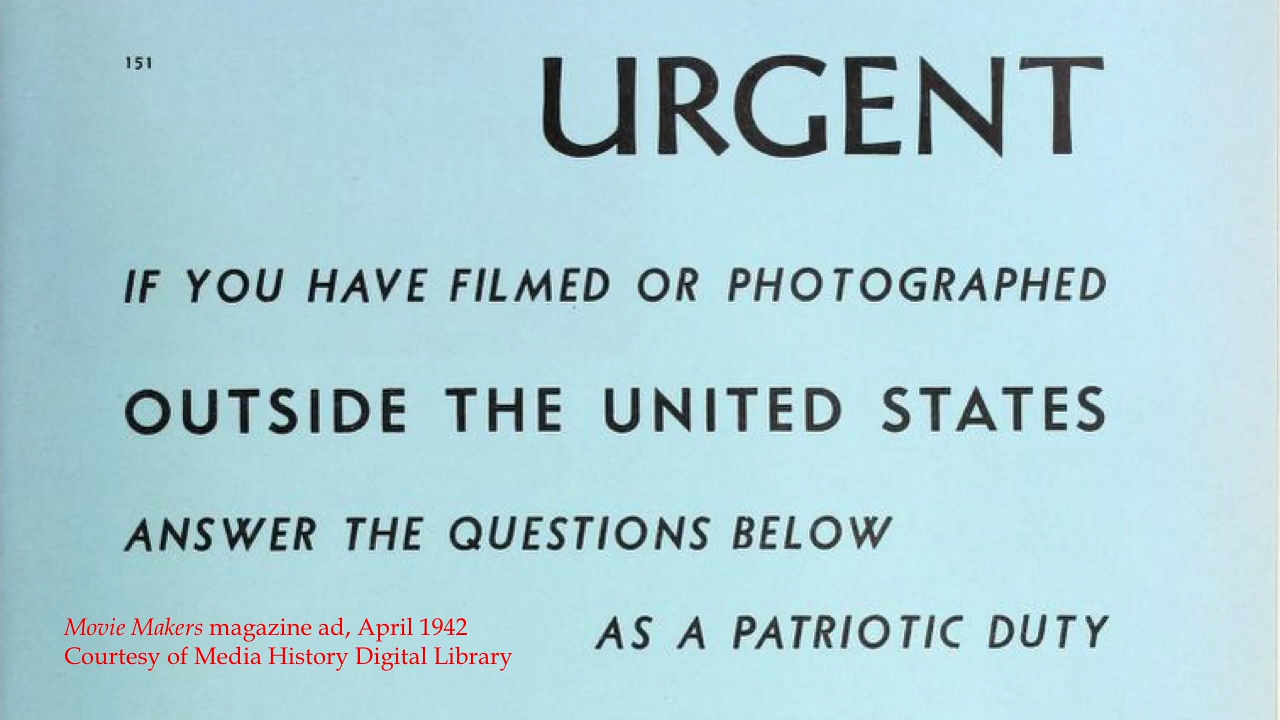 151
URGENT
IF YOU HAVE FILMED OR PHOTOGRAPHED
OUTSIDE THE UNITED STATES
ANSWER THE QUESTIONS BELOW
AS A PATRIOTIC DUTY
Movie Makers magazine ad, April 1942
Courtesy of Media History Digital Library